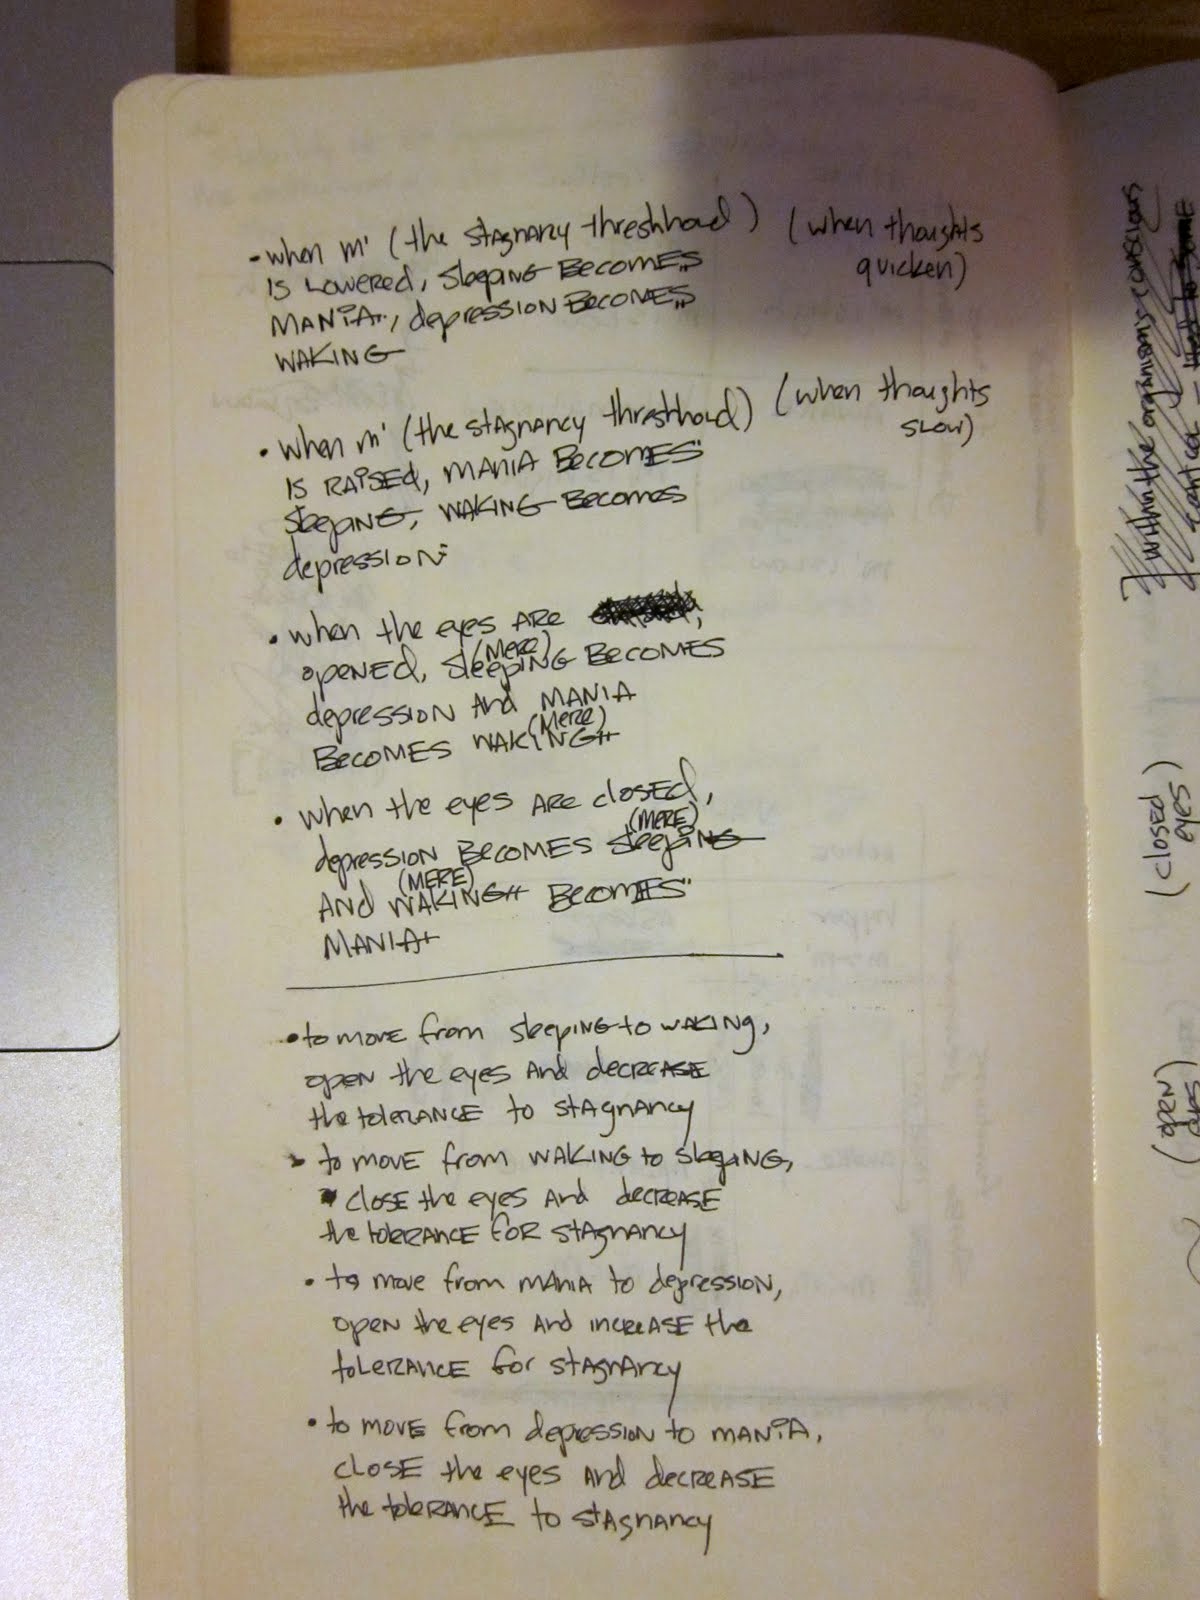 • when m' (the stagnancy threshhold) (when thoughts
quicken)
is lowered, sleeping becomes
mania, depression becomes
waking
• when m' (the stagnancy threshhold) (when thoughts
slow)
is raised, mania becomes
sleeping, waking becomes
depression
• when the eyes are
opened, (mere) sleeping becomes
depression and mania
becomes (mere) waking
• when the eyes are closed,
depression becomes (mere) sleeping
and (mere) waking becomes
mania
• to move from sleeping to waking,
open the eyes and decrease
the tolerance to stagnancy
• to move from waking to sleeping,
close the eyes and decrease
the tolerance for stagnancy
• to move from mania to depression,
open the eyes and increase the
tolerance for stagnancy
• to move from depression to mania,
close the eyes and decrease
the tolerance to stagnancy
within the organisms conscious
(closed
eyes)
(open
eyes)